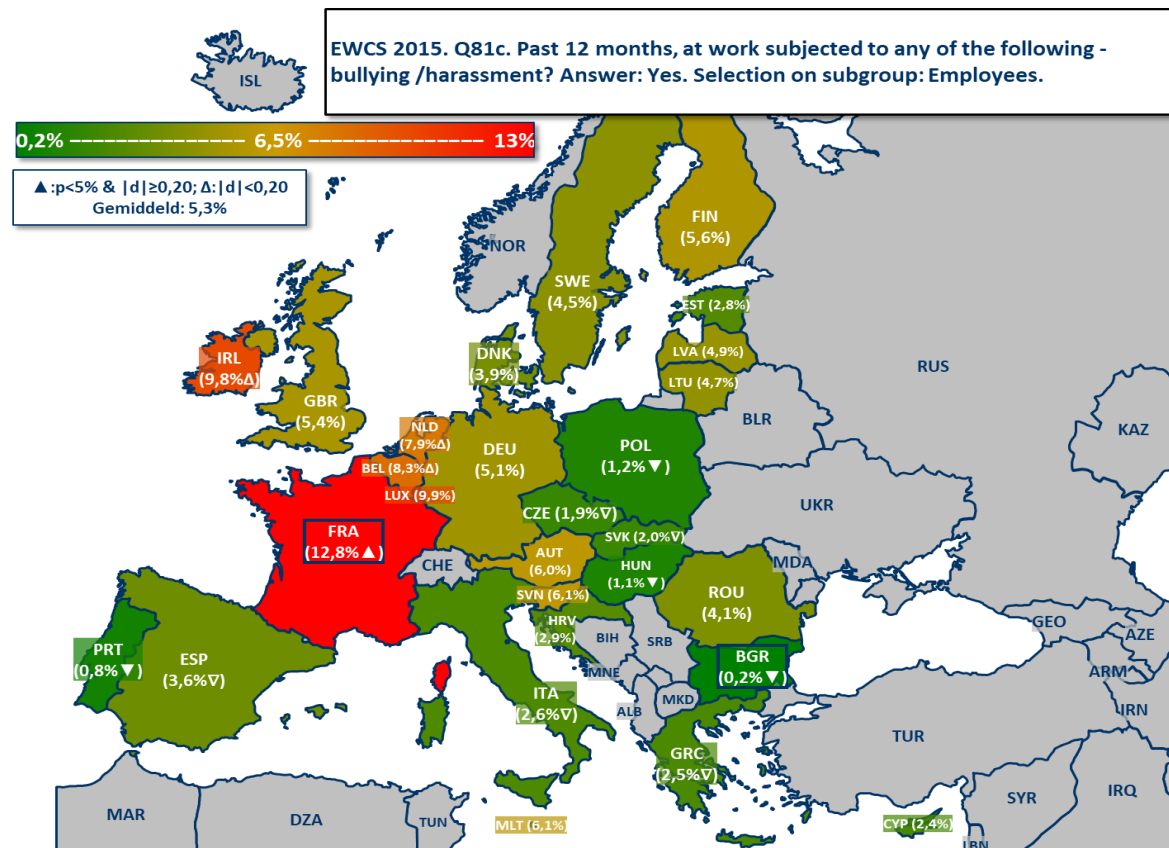 EWCS 2015. Q81c. Past 12 months, at work subjected to any of the following -
bullying /harassment? Answer: Yes. Selection on subgroup: Employees.
ISL
0,2% –––––––––––––– 6,5% –––––––––––––– 13%
▲:p<5% & |d|≥0,20; Δ:|d|<0,20
Gemiddeld: 5,3%
FIN
(5,6%)
NOR
SWE
(4,5%)
EST (2,8%)
LVA (4,9%)
LTU (4,7%)
RUS
DNK
(3,9%)
IRL
(9,8%Δ)
GBR
(5,4%)
NLD
(7,9%Δ)
BEL (8,3%Δ)
LUX (9,9%)
DEU
(5,1%)
POL
(1,2%▼)
BLR
KAZ
UKR
CZE (1,9%∇)
SVK (2,0%∇)
FRA
(12,8%▲)
CHE
AUT
(6,0%)
HUN
(1,1%▼)
MDA
SVN (6,1%)
ROU
(4,1%)
HRV
(2,9%)
BIH
SRB
GEO
AZE
PRT
(0,8%▼)
ESP
(3,6%∇)
ITA
(2,6%∇)
MNE
BGR
(0,2%▼)
ARM
ALB
MKD
IRN
GRC
(2,5%∇)
TUR
MAR
DZA
TUN
MLT (6,1%)
CYP (2,4%)
SYR
IRQ
LBN